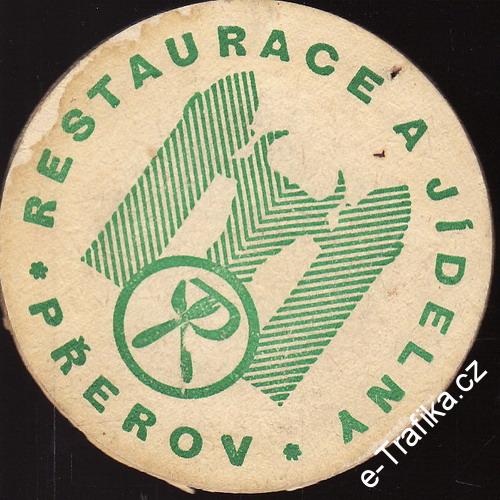 RESTAURACE A JÍDELNY
* PŘEROV *
e-Trafika.cz